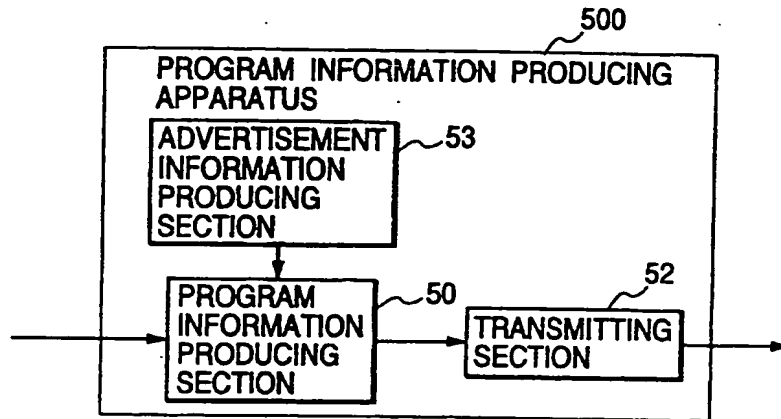 500
PROGRAM INFORMATION PRODUCING
APPARATUS
ADVERTISEMENT
INFORMATION
PRODUCING
SECTION
53
PROGRAM
INFORMATION
PRODUCING
SECTION
50
TRANSMITTING
SECTION
52